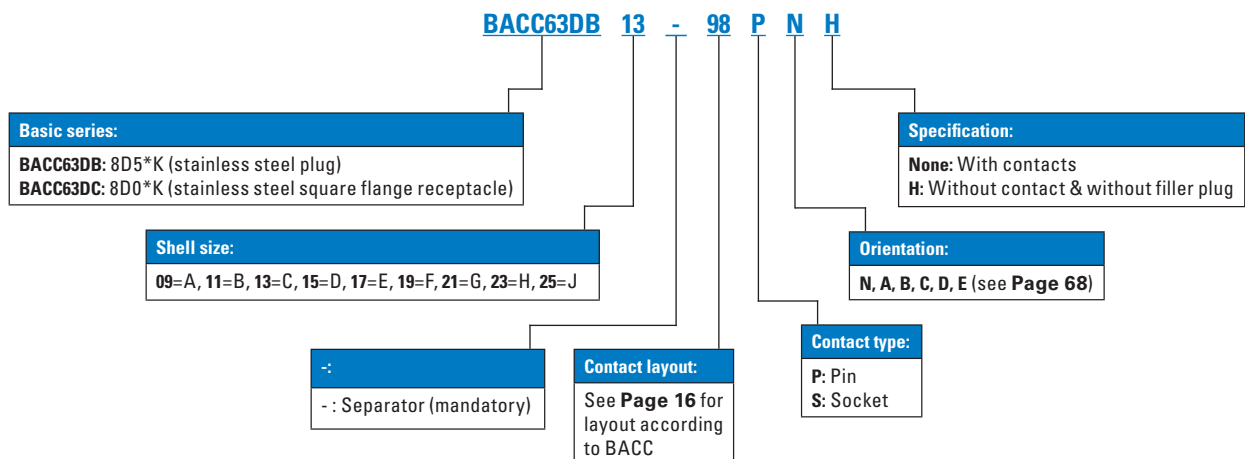 BACC63DB 13 - 98 P N H
Basic series:
BACC63DB: 8D5*K (stainless steel plug)
BACC63DC: 8D0*K (stainless steel square flange receptacle)
Specification:
None: With contacts
H: Without contact & without filler plug
Shell size:
09=A, 11=B, 13=C, 15=D, 17=E, 19=F, 21=G, 23=H, 25=J
Orientation:
N, A, B, C, D, E (see Page 68)
-:
- : Separator (mandatory)
Contact layout:
See Page 16 for
layout according
to BACC
Contact type:
P: Pin
S: Socket